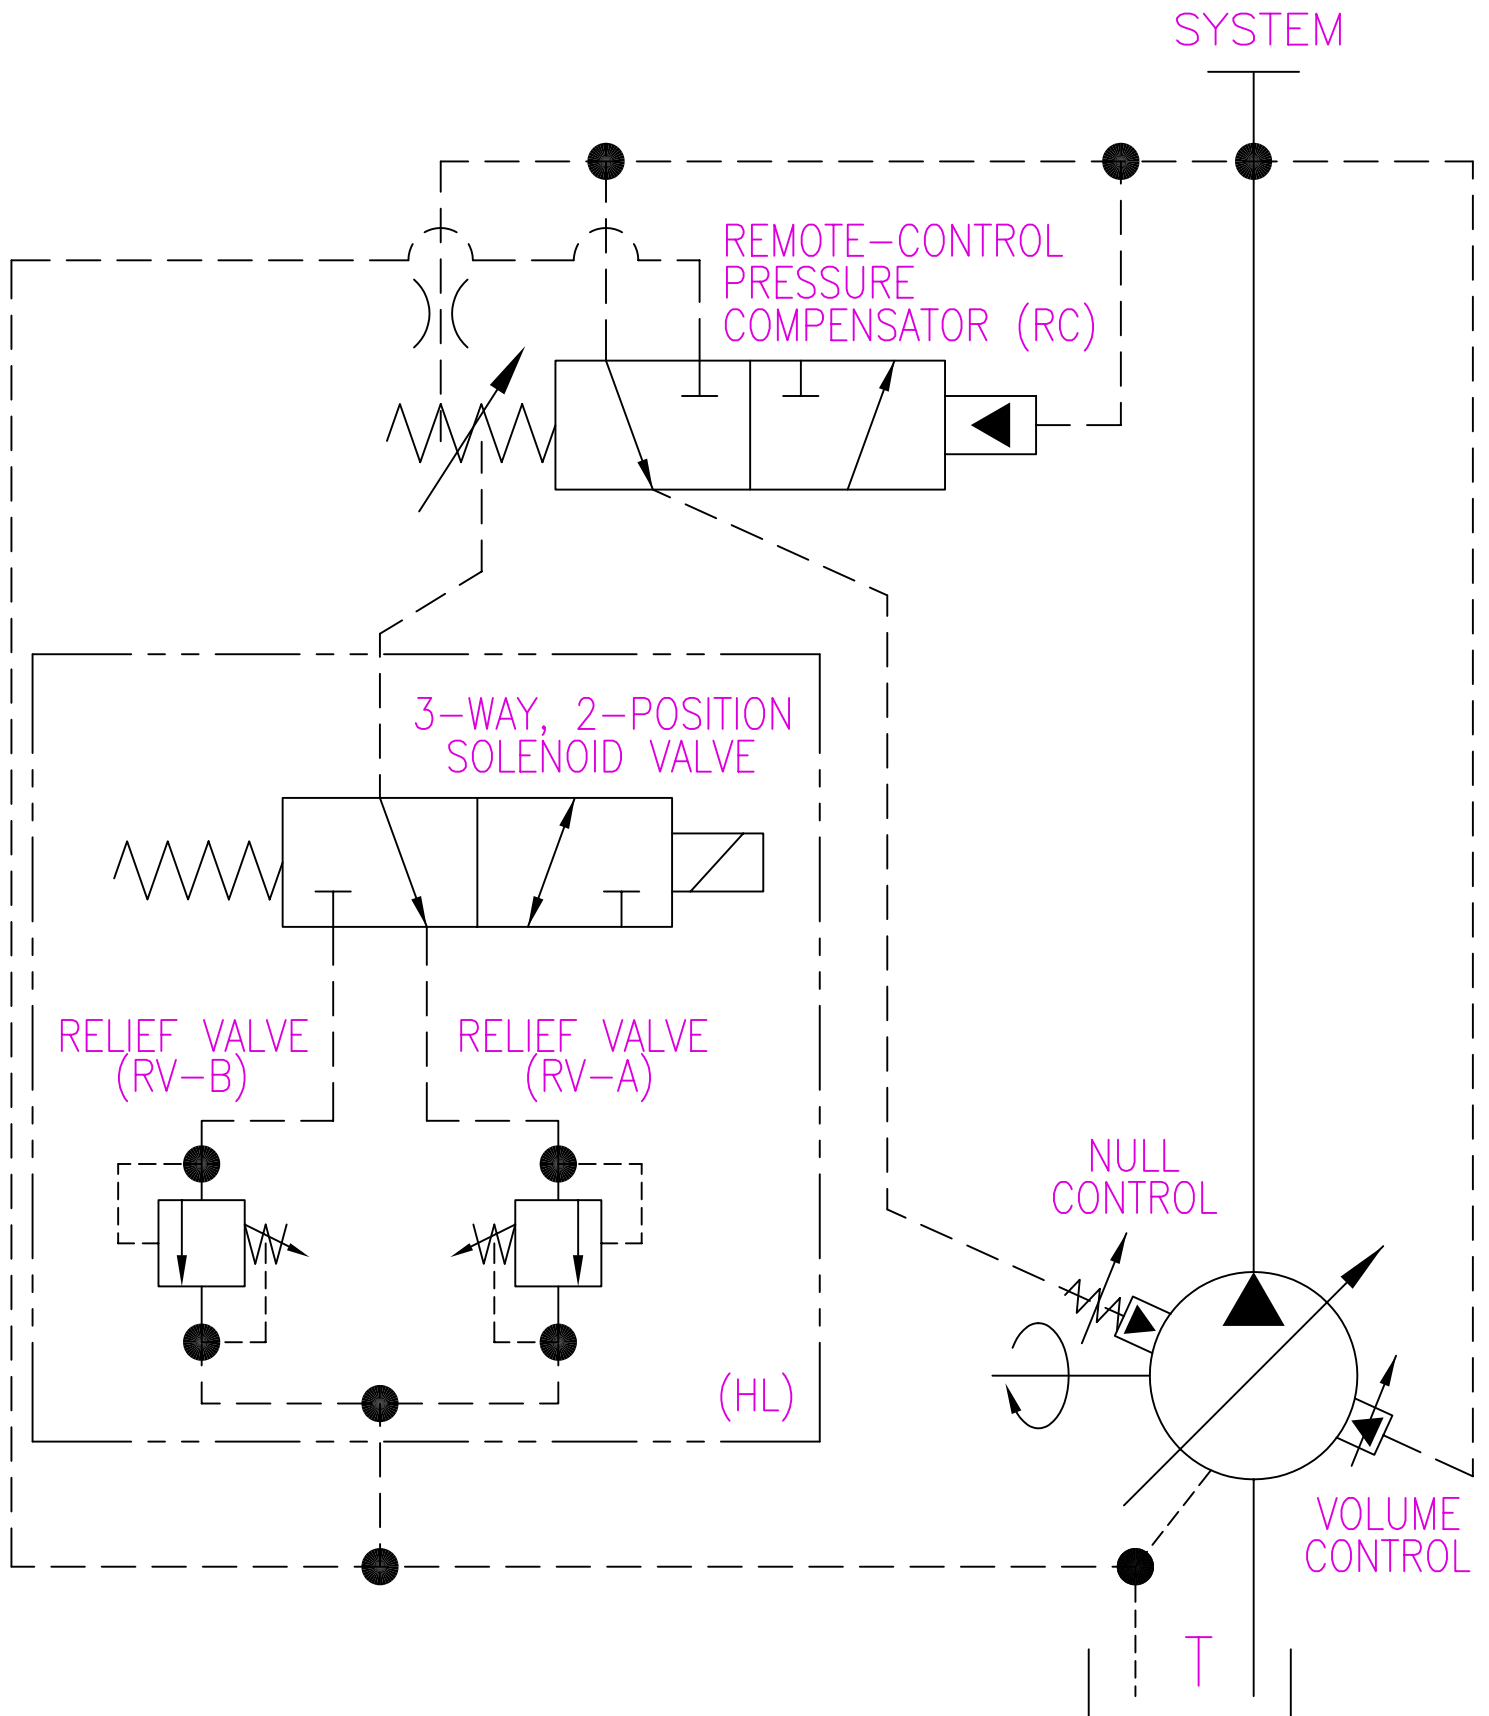 SYSTEM
REMOTE-CONTROL
PRESSURE
COMPENSATOR (RC)
3-WAY, 2-POSITION
SOLENOID VALVE
RELIEF VALVE
(RV-B)
RELIEF VALVE
(RV-A)
NULL
CONTROL
(HL)
VOLUME
CONTROL
T